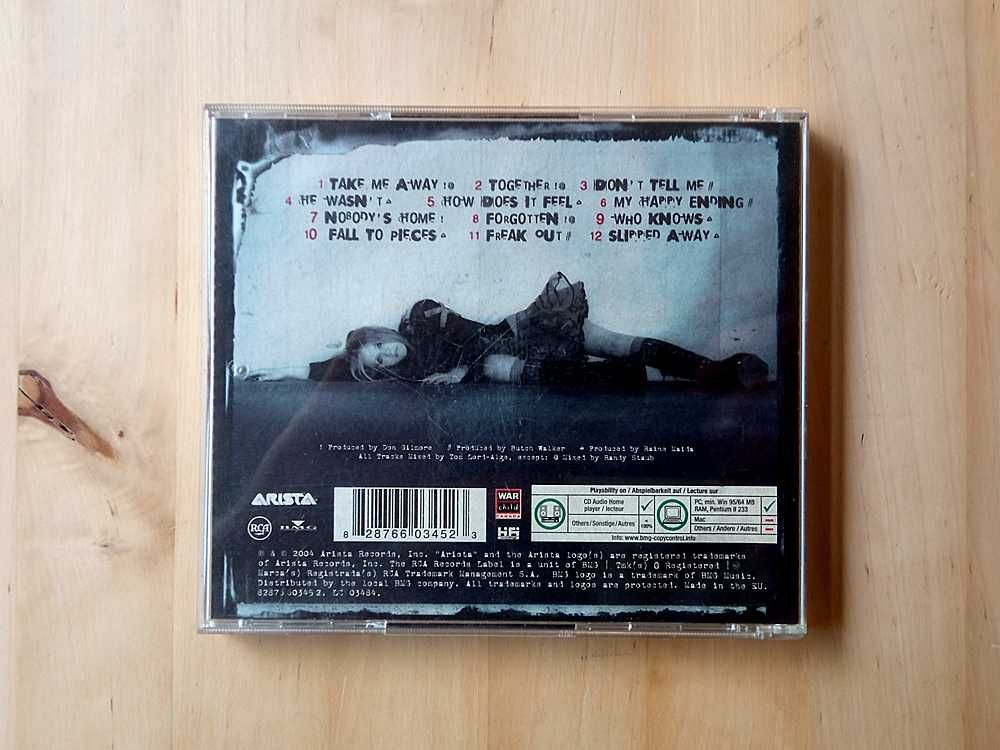 1 TAKE ME AWAY !@ 2 TOGETHER !@ 3 DON'T TELL ME //
4 HE WASN'T 5 HOW DOES IT FEEL 6 MY HAPPY ENDING //
7 NOBODY'S HOME ! 8 FORGOTTEN !@ 9 WHO KNOWS
10 FALL TO PIECES 11 FREAK OUT // 12 SLIPPED AWAY
! Produced by Don Gilmore // Produced by Butch Walker Produced by Raine Maida
All Tracks Mixed by Tom Lord-Alge, except: @ Mixed by Randy Staub
ARISTA
RCA BMG
8 28766 03452 3
WAR child CANADA
Playability on / Abspielbarkeit auf / Lecture sur
CD Audio Home player / lecteur
Others/Sonstige/Autres < 100%
PC, min. Win 95/64 MB RAM, Pentium II 233
Mac
Others / Andere / Autres
Info: www.bmg-copycontrol.info
℗ & © 2004 Arista Records, Inc. "Arista" and the Arista logo(s) are registered trademarks
of Arista Records, Inc. The RCA Records Label is a unit of BMG | Tmk(s) ® Registered |
Marca(s) Registrada(s) RCA Trademark Management S.A. BMG logo is a trademark of BMG Music.
Distributed by the local BMG company. All trademarks and logos are protected. Made in the EU.
82876 60345 2. LC 03484.